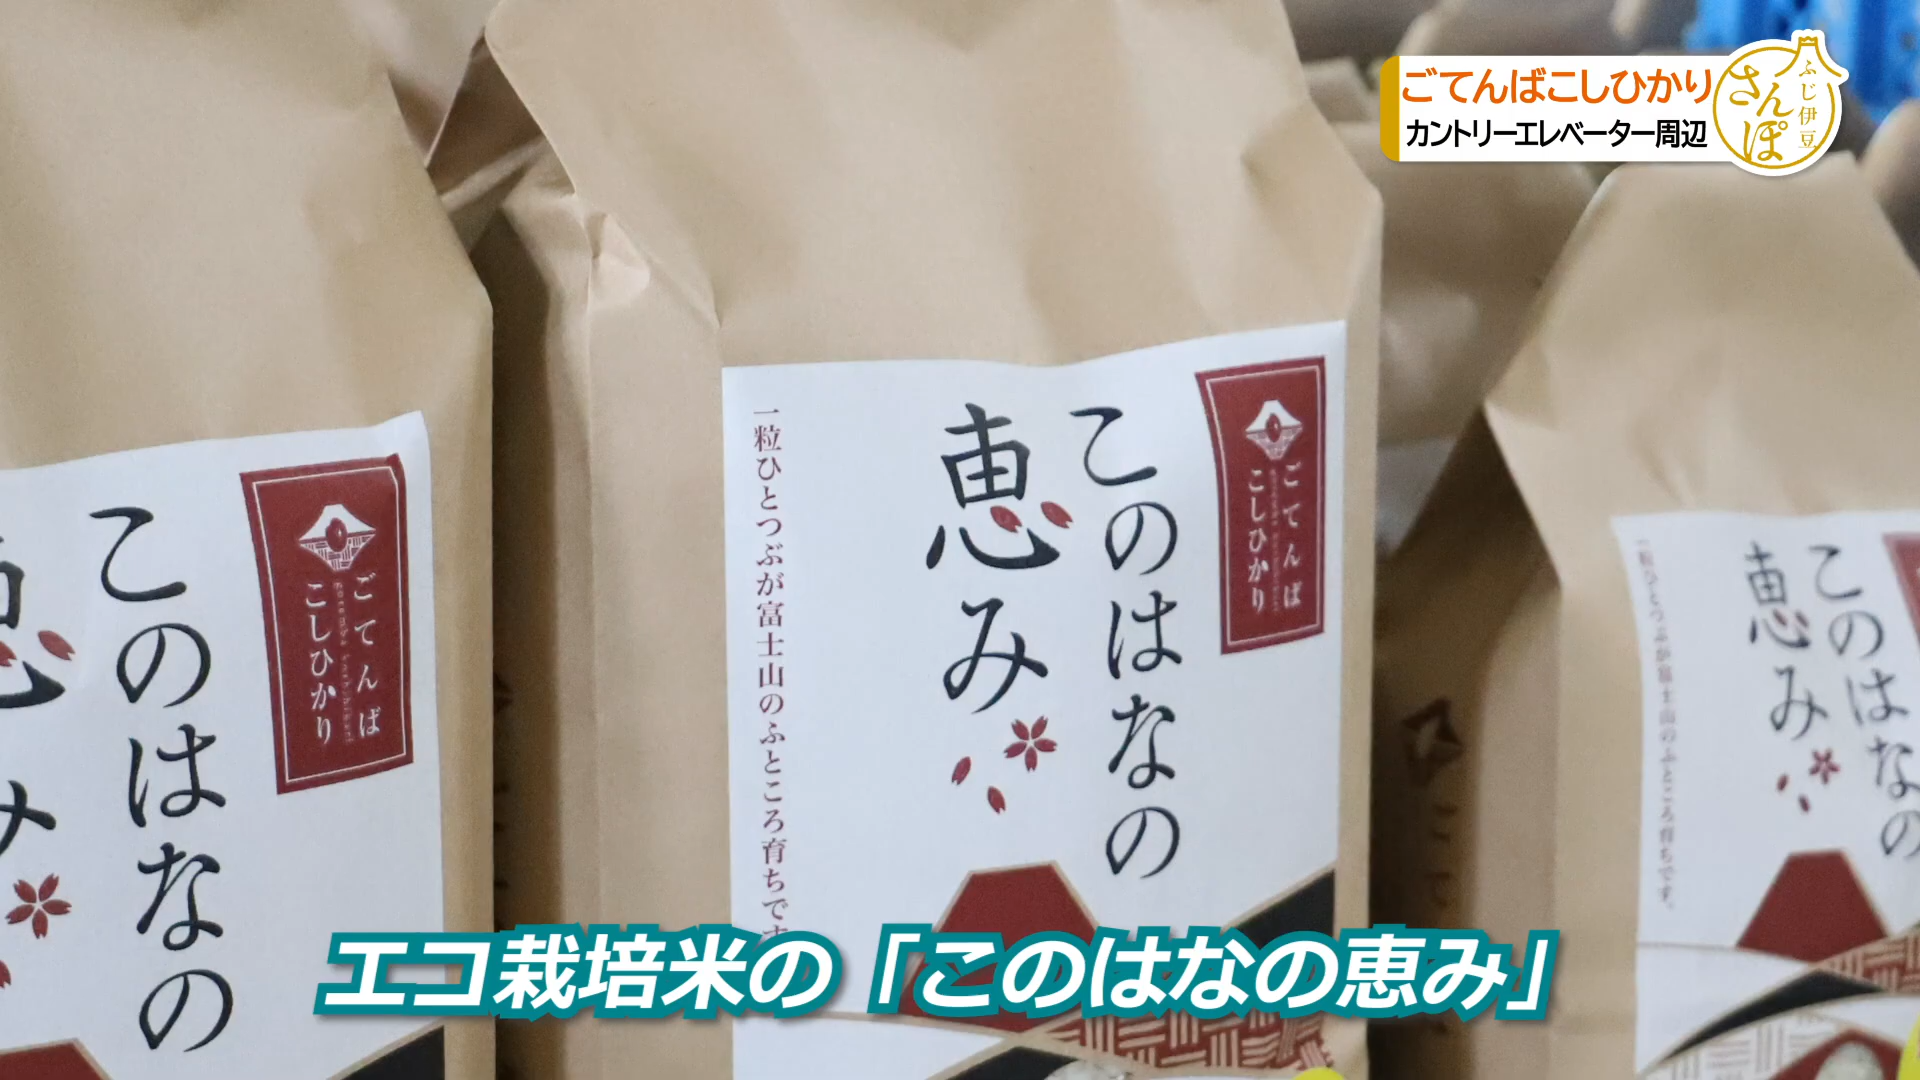 ごてんばこしひかり
カントリーエレベーター周辺
ふじ伊豆
さんぽ
ごてんば
こしひかり
このはなの
恵み
一粒ひとつぶが富士山のふところ育ちです
ごてんば
こしひかり
このはなの
み
このはなの
恵み
一粒ひとつぶが富士山のふところ育ちです。
エコ栽培米の「このはなの恵み」